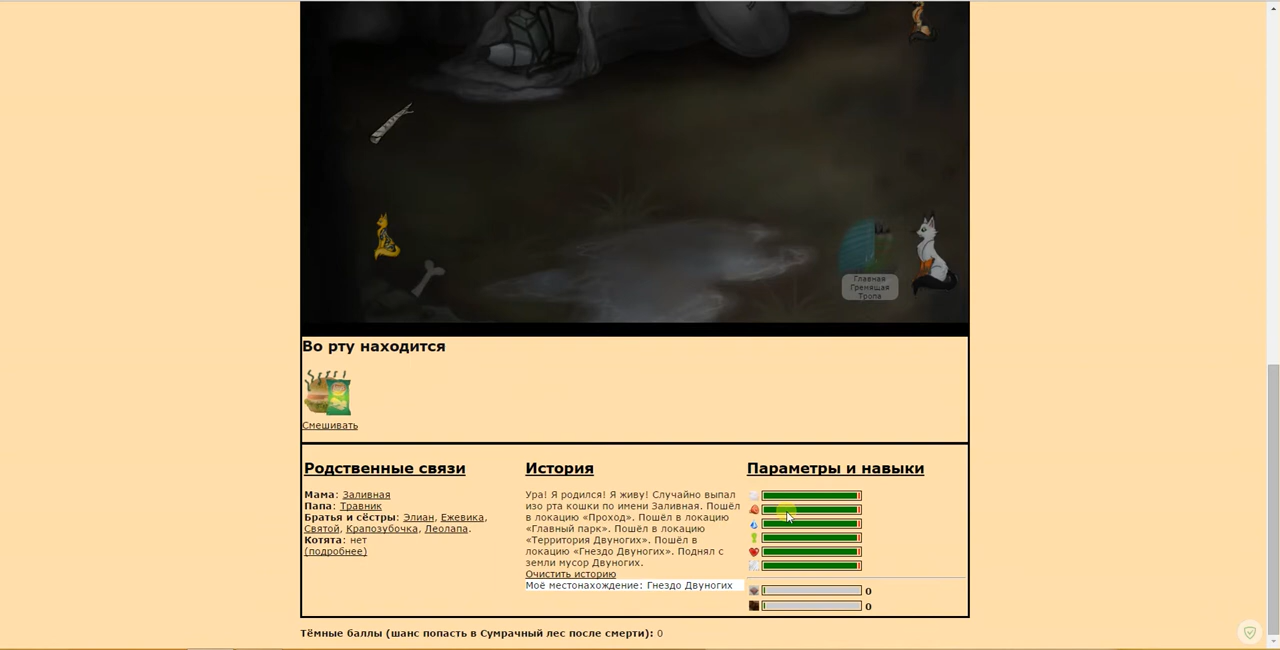 Главная
Гремящая
Тропа
Во рту находится
Смешивать
Родственные связи
Мама: Заливная
Папа: Травник
Братья и сёстры: Элиан, Ежевика,
Святой, Крапозубочка, Леолапа.
Котята: нет
(подробнее)
История
Ура! Я родился! Я живу! Случайно выпал
изо рта кошки по имени Заливная. Пошёл
в локацию «Проход». Пошёл в локацию
«Главный парк». Пошёл в локацию
«Территория Двуногих». Пошёл в
локацию «Гнездо Двуногих». Поднял с
земли мусор Двуногих.
Очистить историю
Моё местонахождение: Гнездо Двуногих
Параметры и навыки
0
0
Тёмные баллы (шанс попасть в Сумрачный лес после смерти): 0